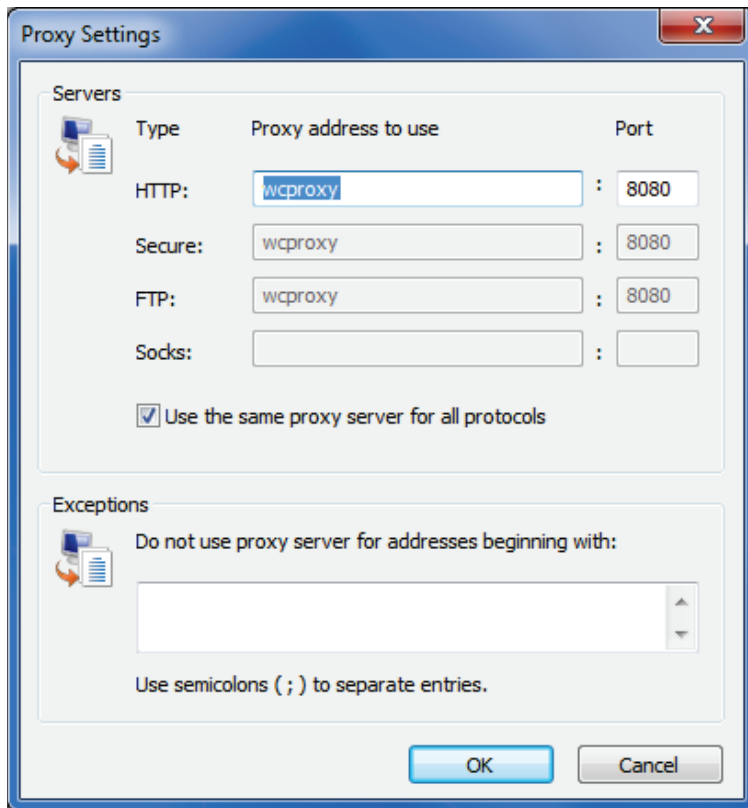 Proxy Settings
Servers
Type Proxy address to use Port
HTTP: wcproxy : 8080
Secure: wcproxy : 8080
FTP: wcproxy : 8080
Socks: :
Use the same proxy server for all protocols
Exceptions
Do not use proxy server for addresses beginning with:
Use semicolons ( ; ) to separate entries.
OK Cancel